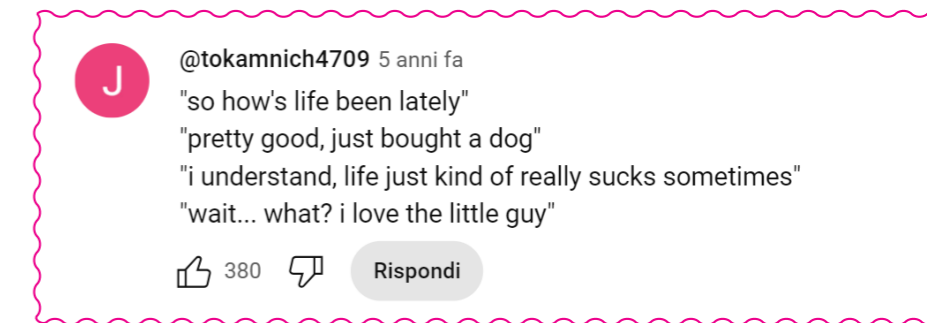 J
@tokamnich4709 5 anni fa
"so how's life been lately"
"pretty good, just bought a dog"
"i understand, life just kind of really sucks sometimes"
"wait... what? i love the little guy"
380 Rispondi